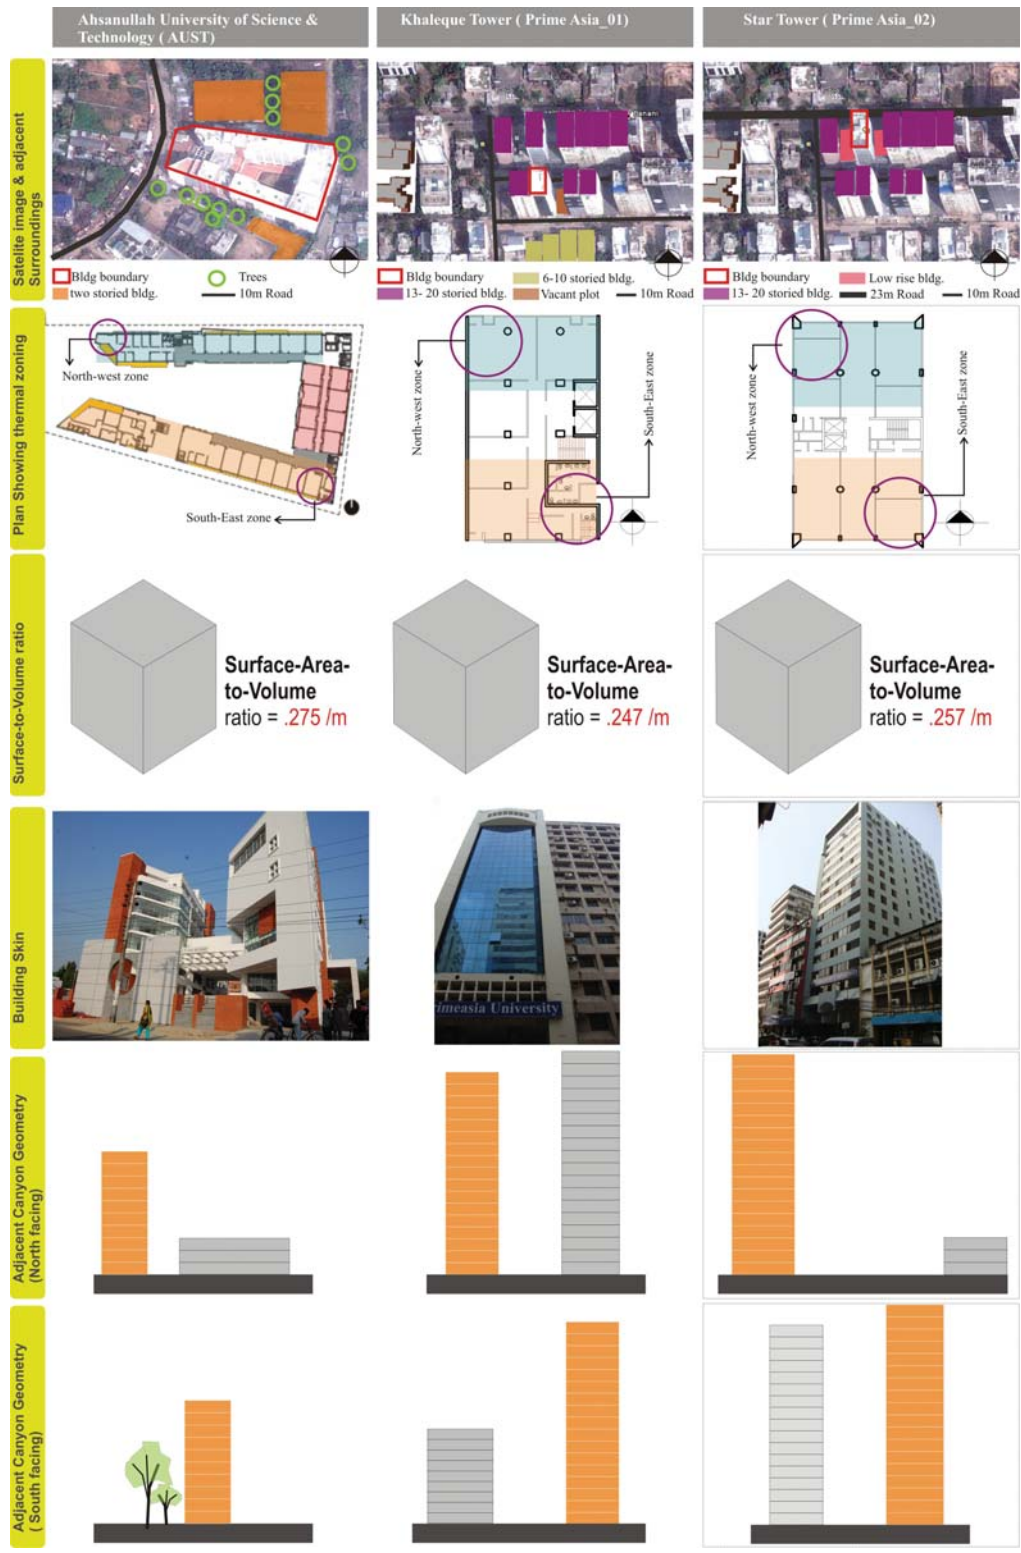 Ahsanullah University of Science &
Technology ( AUST)
Khaleque Tower ( Prime Asia_01)
Star Tower ( Prime Asia_02)
Satelite image & adjacent
Surroundings
Bldg boundary
Trees
two storied bldg.
10m Road
Bldg boundary
6-10 storied bldg.
13- 20 storied bldg.
Vacant plot
10m Road
Bldg boundary
Low rise bldg.
13- 20 storied bldg.
23m Road
10m Road
Plan Showing thermal zoning
North-west zone
South-East zone
North-west zone
South-East zone
North-west zone
South-East zone
Surface-to-Volume ratio
Surface-Area-
to-Volume
ratio = .275 /m
Surface-Area-
to-Volume
ratio = .247 /m
Surface-Area-
to-Volume
ratio = .257 /m
Building Skin
rimeasia University
Adjacent Canyon Geometry
(North facing)
Adjacent Canyon Geometry
( South facing)